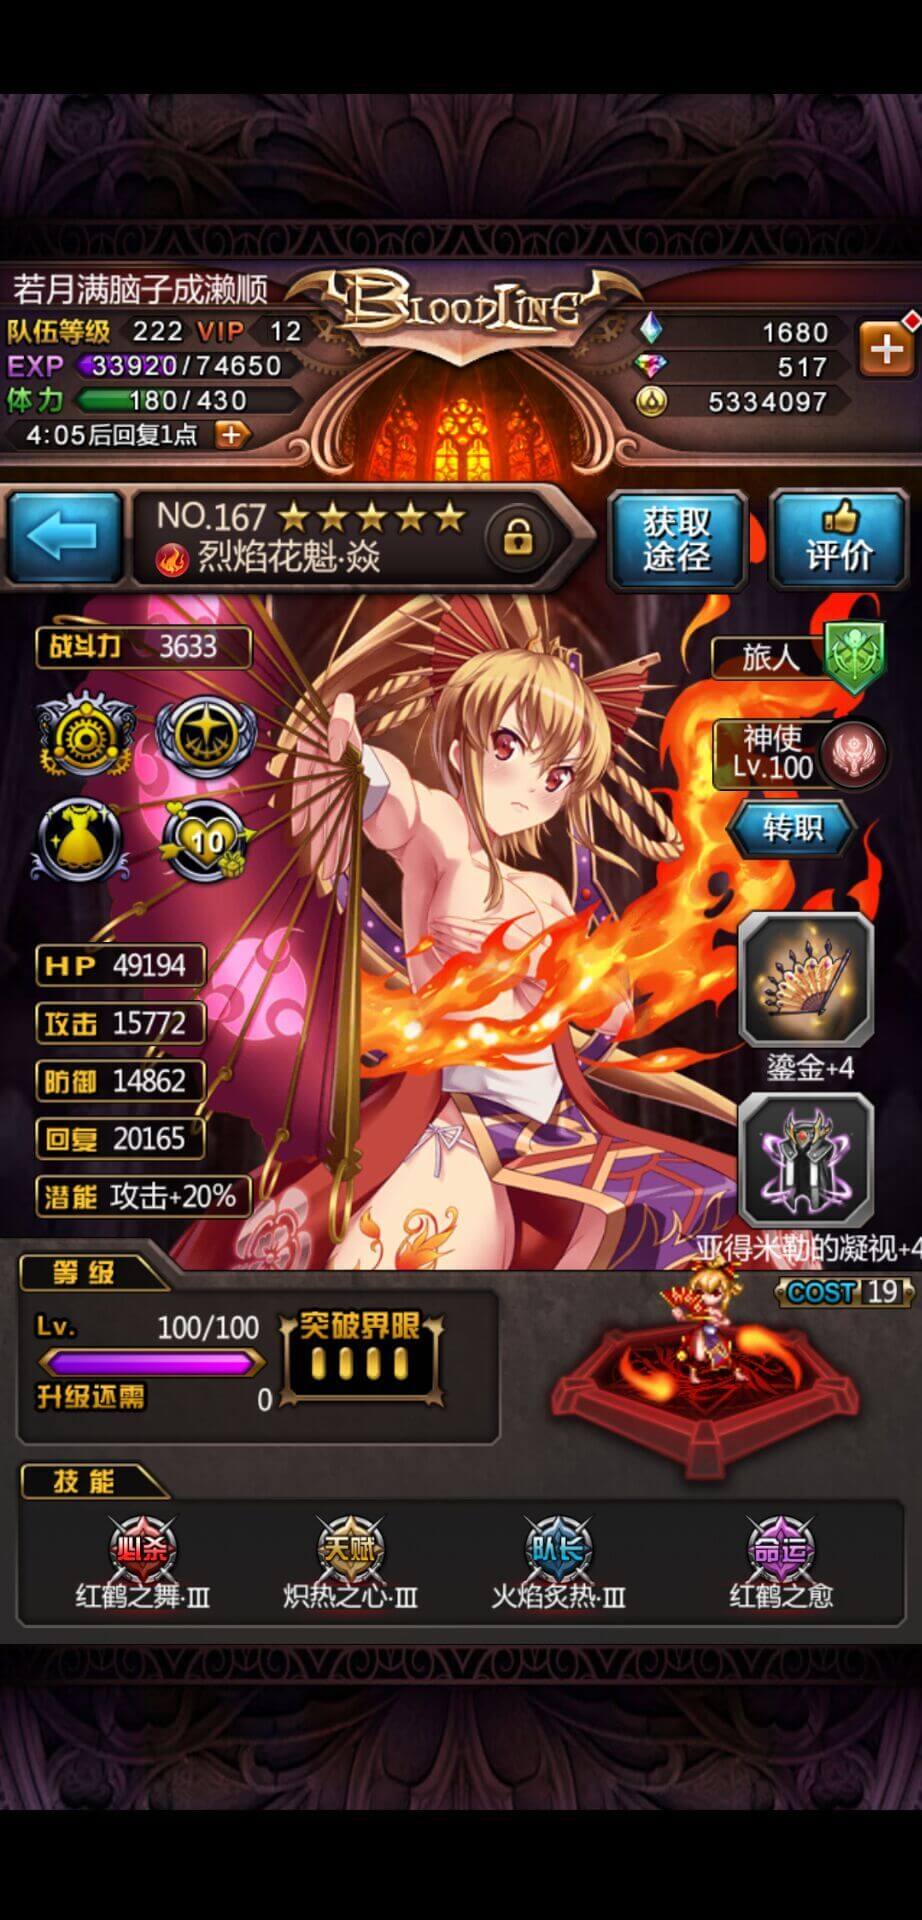 若月满脑子成濑顺
BLOODLINE
队伍等级 222 VIP 12
1680
EXP 33920/74650
517
体力 180/430
5334097
4:05后回复1点
NO.167
烈焰花魁·焱
获取
途径
评价
战斗力 3633
旅人
神使
Lv.100
转职
10
HP 49194
攻击 15772
防御 14862
回复 20165
潜能 攻击+20%
鎏金+4
亚得米勒的凝视+4
等级
COST 19
Lv. 100/100
突破界限
升级还需 0
技能
必杀 天赋 队长 命运
红鹤之舞·Ⅲ 炽热之心·Ⅲ 火焰炙热·Ⅲ 红鹤之愈